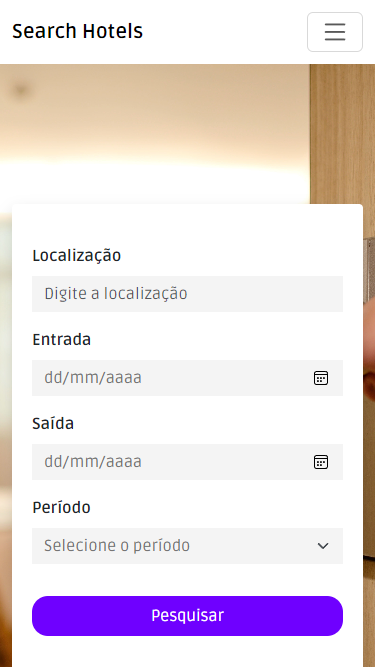 Search Hotels
Localização
Digite a localização
Entrada
dd/mm/aaaa
Saída
dd/mm/aaaa
Período
Selecione o período
Pesquisar